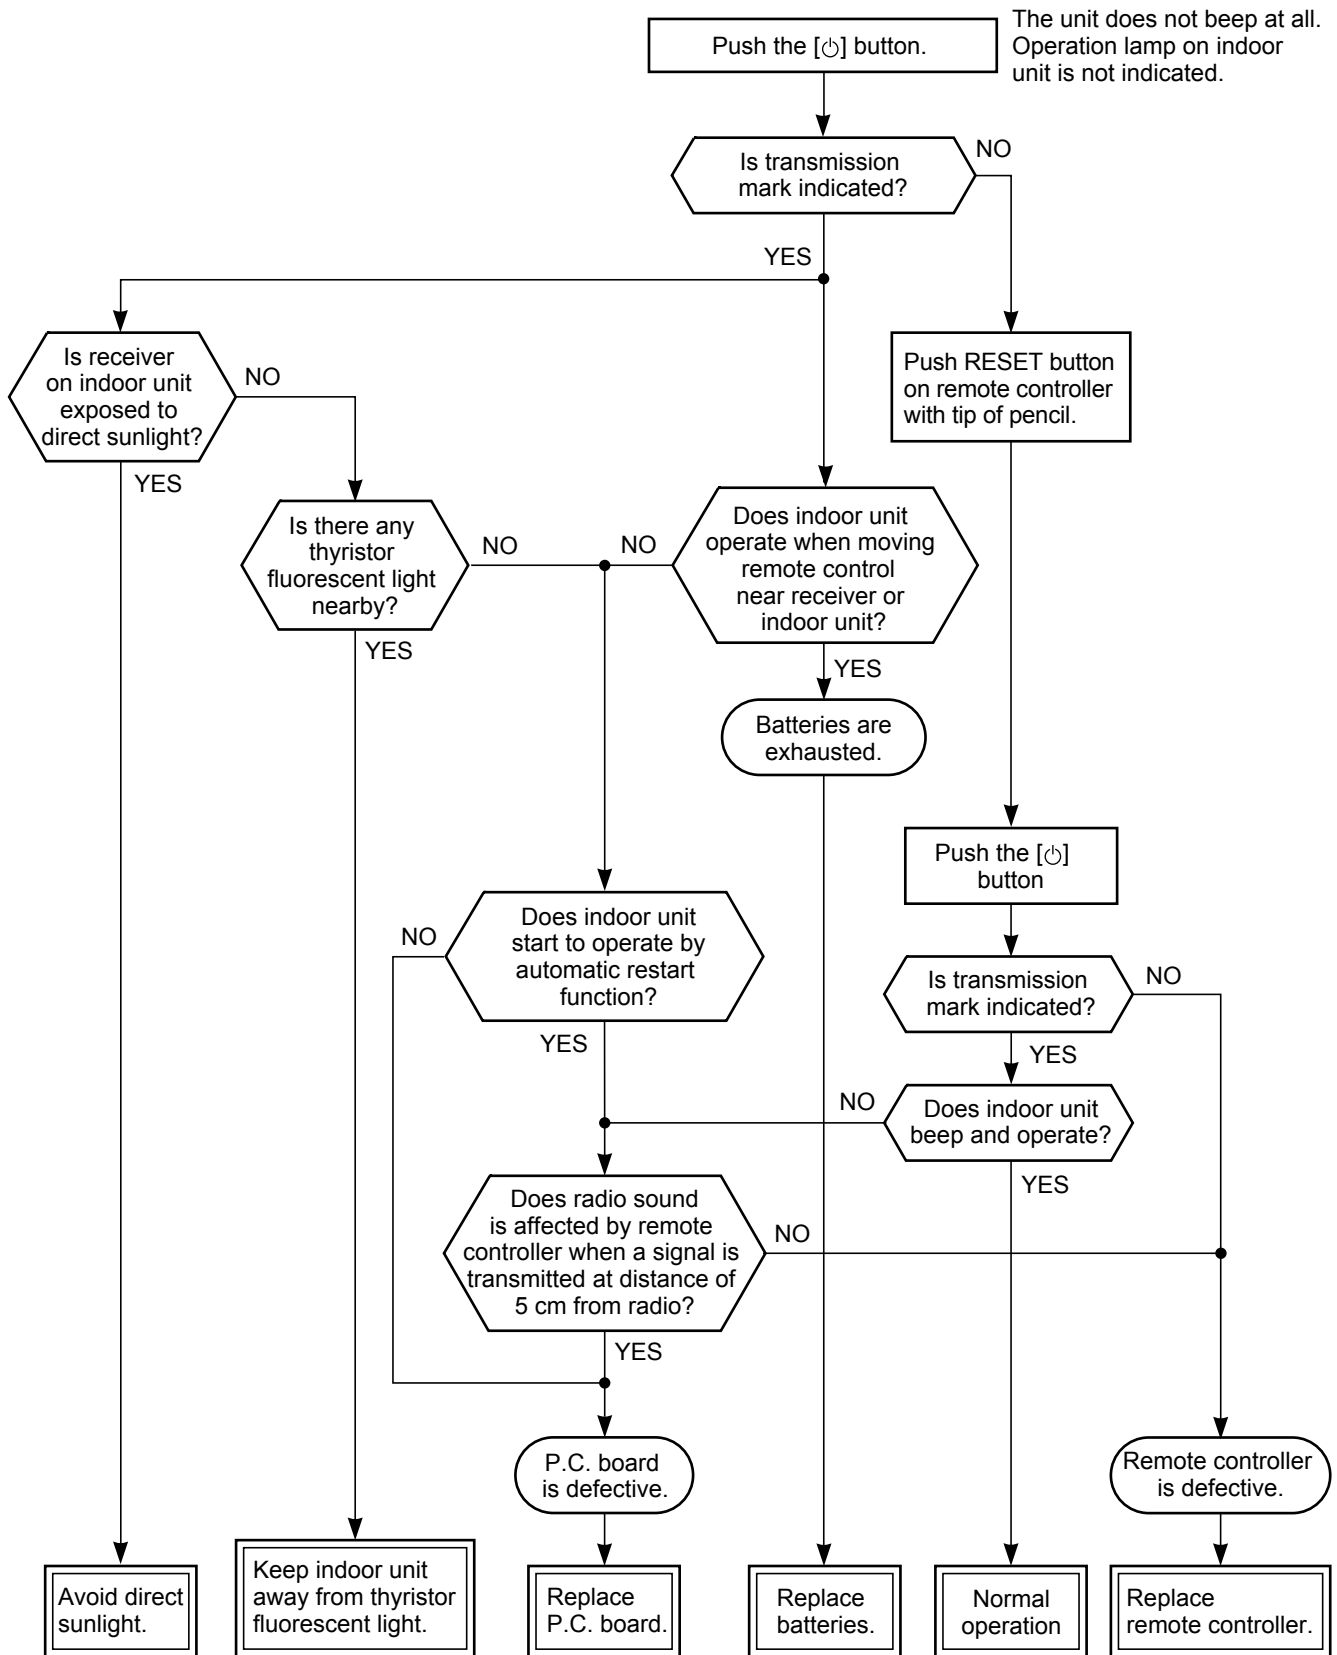 Push the [⏻] button.
The unit does not beep at all.
Operation lamp on indoor
unit is not indicated.
Is transmission
mark indicated?
NO
YES
Is receiver
on indoor unit
exposed to
direct sunlight?
NO
YES
Push RESET button
on remote controller
with tip of pencil.
Is there any
thyristor
fluorescent light
nearby?
NO
YES
NO
Does indoor unit
operate when moving
remote control
near receiver or
indoor unit?
YES
Batteries are
exhausted.
Push the [⏻]
button
NO
Does indoor unit
start to operate by
automatic restart
function?
YES
Is transmission
mark indicated?
NO
YES
NO
Does indoor unit
beep and operate?
YES
Does radio sound
is affected by remote
controller when a signal is
transmitted at distance of
5 cm from radio?
NO
YES
P.C. board
is defective.
Remote controller
is defective.
Avoid direct
sunlight.
Keep indoor unit
away from thyristor
fluorescent light.
Replace
P.C. board.
Replace
batteries.
Normal
operation
Replace
remote controller.